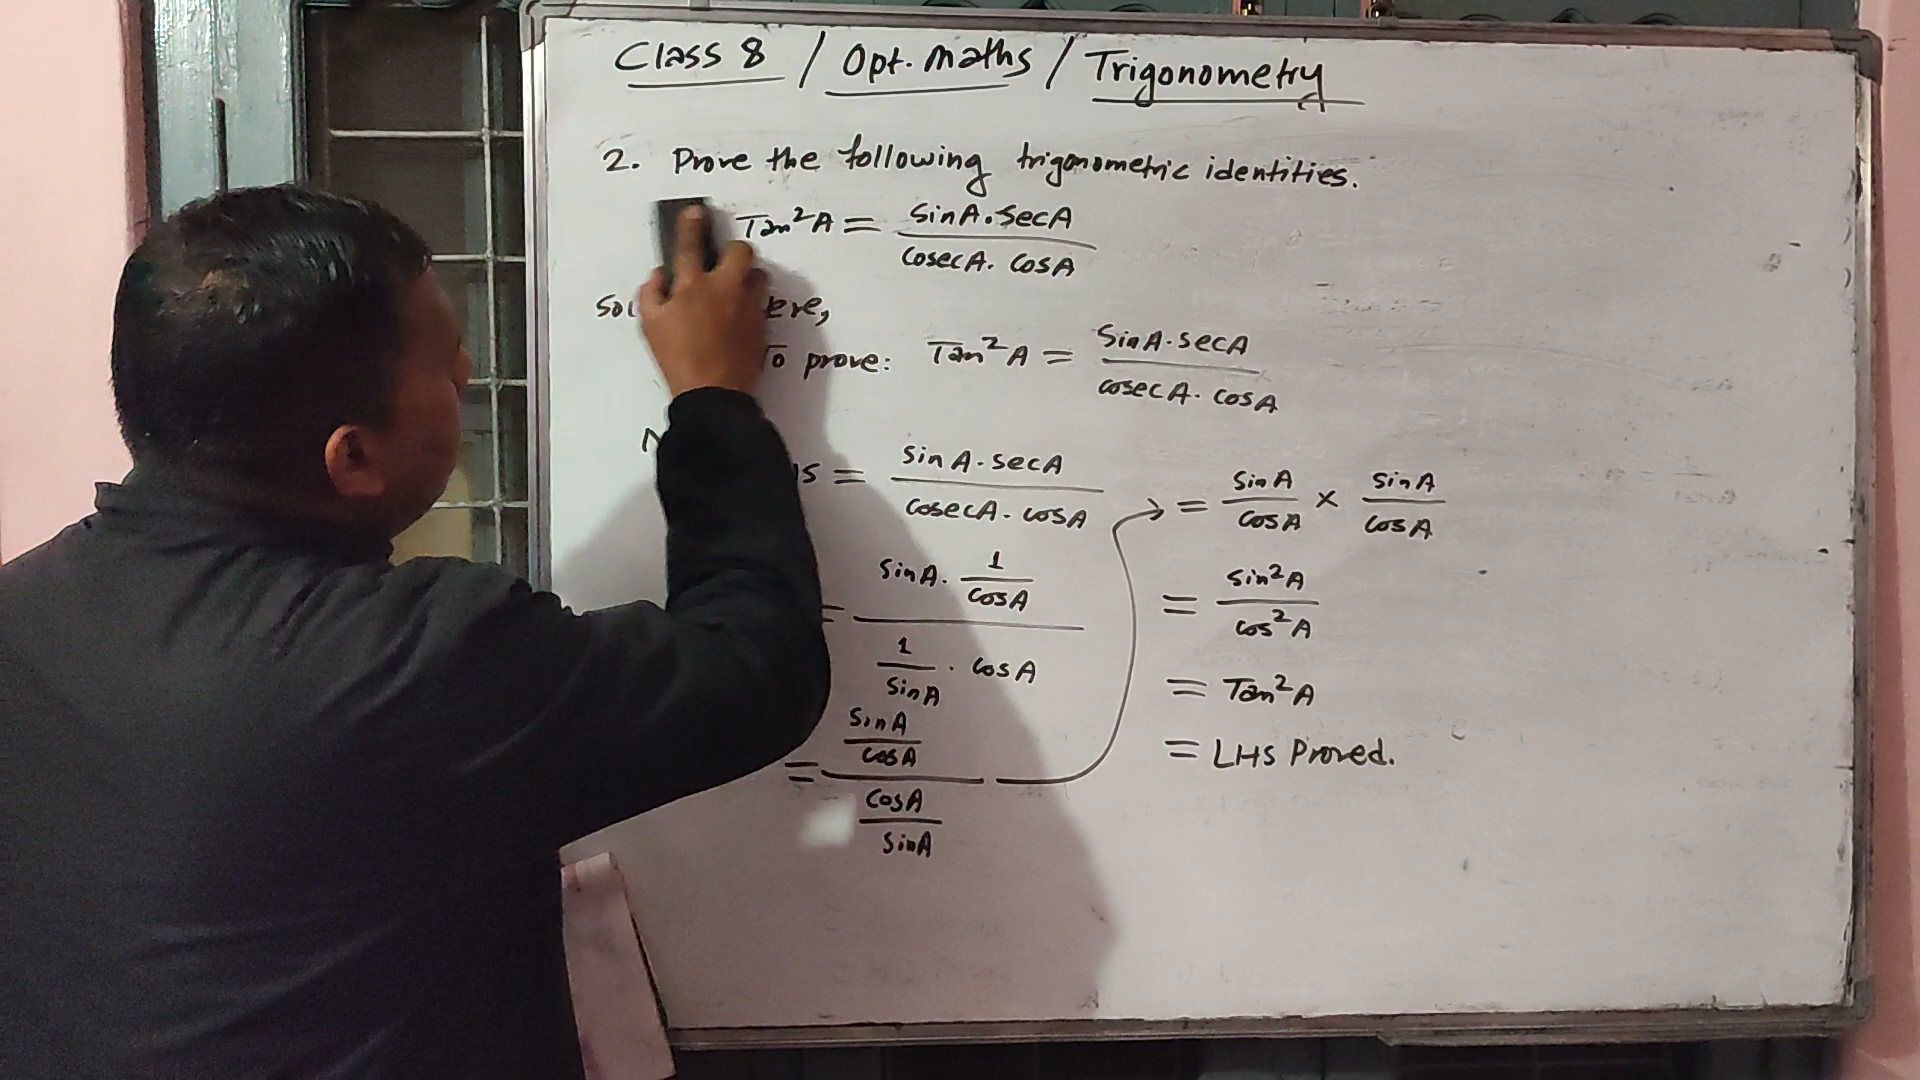 Class 8 / Opt. maths / Trigonometry
2. Prove the following trigonometric identities.
Tan²A = SinA.SecA / CosecA. CosA
To prove: Tan²A = SinA.SecA / CosecA. CosA
= SinA.SecA / CosecA. CosA
= SinA. 1/CosA / 1/SinA . CosA
= SinA/CosA / CosA/SinA
= SinA/CosA × SinA/CosA
= Sin²A / Cos²A
= Tan²A
= LHS Proved.